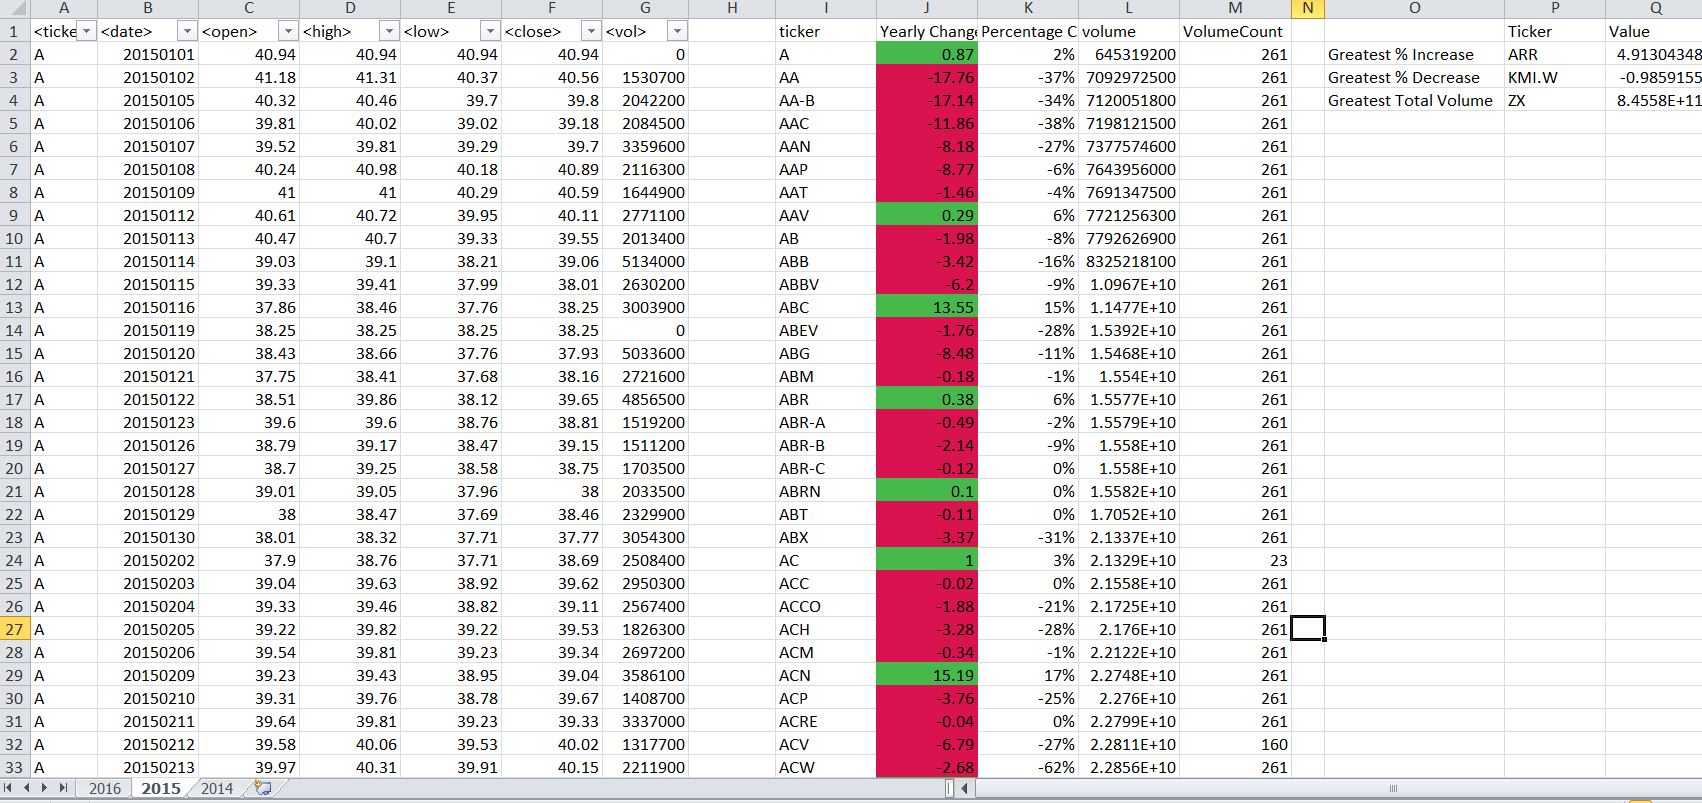 A B C D E F G H I J K L M N O P Q
1 <ticke <date> <open> <high> <low> <close> <vol> ticker Yearly Chang Percentage C volume VolumeCount Ticker Value
2 A 20150101 40.94 40.94 40.94 40.94 0 A 0.87 2% 645319200 261 Greatest % Increase ARR 4.91304348
3 A 20150102 41.18 41.31 40.37 40.56 1530700 AA -17.76 -37% 7092972500 261 Greatest % Decrease KMI.W -0.9859155
4 A 20150105 40.32 40.46 39.7 39.8 2042200 AA-B -17.14 -34% 7120051800 261 Greatest Total Volume ZX 8.4558E+11
5 A 20150106 39.81 40.02 39.02 39.18 2084500 AAC -11.86 -38% 7198121500 261
6 A 20150107 39.52 39.81 39.29 39.7 3359600 AAN -8.18 -27% 7377574600 261
7 A 20150108 40.24 40.98 40.18 40.89 2116300 AAP -8.77 -6% 7643956000 261
8 A 20150109 41 41 40.29 40.59 1644900 AAT -1.46 -4% 7691347500 261
9 A 20150112 40.61 40.72 39.95 40.11 2771100 AAV 0.29 6% 7721256300 261
10 A 20150113 40.47 40.7 39.33 39.55 2013400 AB -1.98 -8% 7792626900 261
11 A 20150114 39.03 39.1 38.21 39.06 5134000 ABB -3.42 -16% 8325218100 261
12 A 20150115 39.33 39.41 37.99 38.01 2630200 ABBV -6.2 -9% 1.0967E+10 261
13 A 20150116 37.86 38.46 37.76 38.25 3003900 ABC 13.55 15% 1.1477E+10 261
14 A 20150119 38.25 38.25 38.25 38.25 0 ABEV -1.76 -28% 1.5392E+10 261
15 A 20150120 38.43 38.66 37.76 37.93 5033600 ABG -8.48 -11% 1.5468E+10 261
16 A 20150121 37.75 38.41 37.68 38.16 2721600 ABM -0.18 -1% 1.554E+10 261
17 A 20150122 38.51 39.86 38.12 39.65 4856500 ABR 0.38 6% 1.5577E+10 261
18 A 20150123 39.6 39.6 38.76 38.81 1519200 ABR-A -0.49 -2% 1.5579E+10 261
19 A 20150126 38.79 39.17 38.47 39.15 1511200 ABR-B -2.14 -9% 1.558E+10 261
20 A 20150127 38.7 39.25 38.58 38.75 1703500 ABR-C -0.12 0% 1.558E+10 261
21 A 20150128 39.01 39.05 37.96 38 2033500 ABRN 0.1 0% 1.5582E+10 261
22 A 20150129 38 38.47 37.69 38.46 2329900 ABT -0.11 0% 1.7052E+10 261
23 A 20150130 38.01 38.32 37.71 37.77 3054300 ABX -3.37 -31% 2.1337E+10 261
24 A 20150202 37.9 38.76 37.71 38.69 2508400 AC 1 3% 2.1329E+10 23
25 A 20150203 39.04 39.63 38.92 39.62 2950300 ACC -0.02 0% 2.1558E+10 261
26 A 20150204 39.33 39.46 38.82 39.11 2567400 ACCO -1.88 -21% 2.1725E+10 261
27 A 20150205 39.22 39.82 39.22 39.53 1826300 ACH -3.28 -28% 2.176E+10 261
28 A 20150206 39.54 39.81 39.23 39.34 2697200 ACM -0.34 -1% 2.2122E+10 261
29 A 20150209 39.23 39.43 38.95 39.04 3586100 ACN 15.19 17% 2.2748E+10 261
30 A 20150210 39.31 39.76 38.78 39.67 1408700 ACP -3.76 -25% 2.276E+10 261
31 A 20150211 39.64 39.81 39.23 39.33 3337000 ACRE -0.04 0% 2.2799E+10 261
32 A 20150212 39.58 40.06 39.53 40.02 1317700 ACV -6.79 -27% 2.2811E+10 160
33 A 20150213 39.97 40.31 39.91 40.15 2211900 ACW -2.68 -62% 2.2856E+10 261
2016 2015 2014